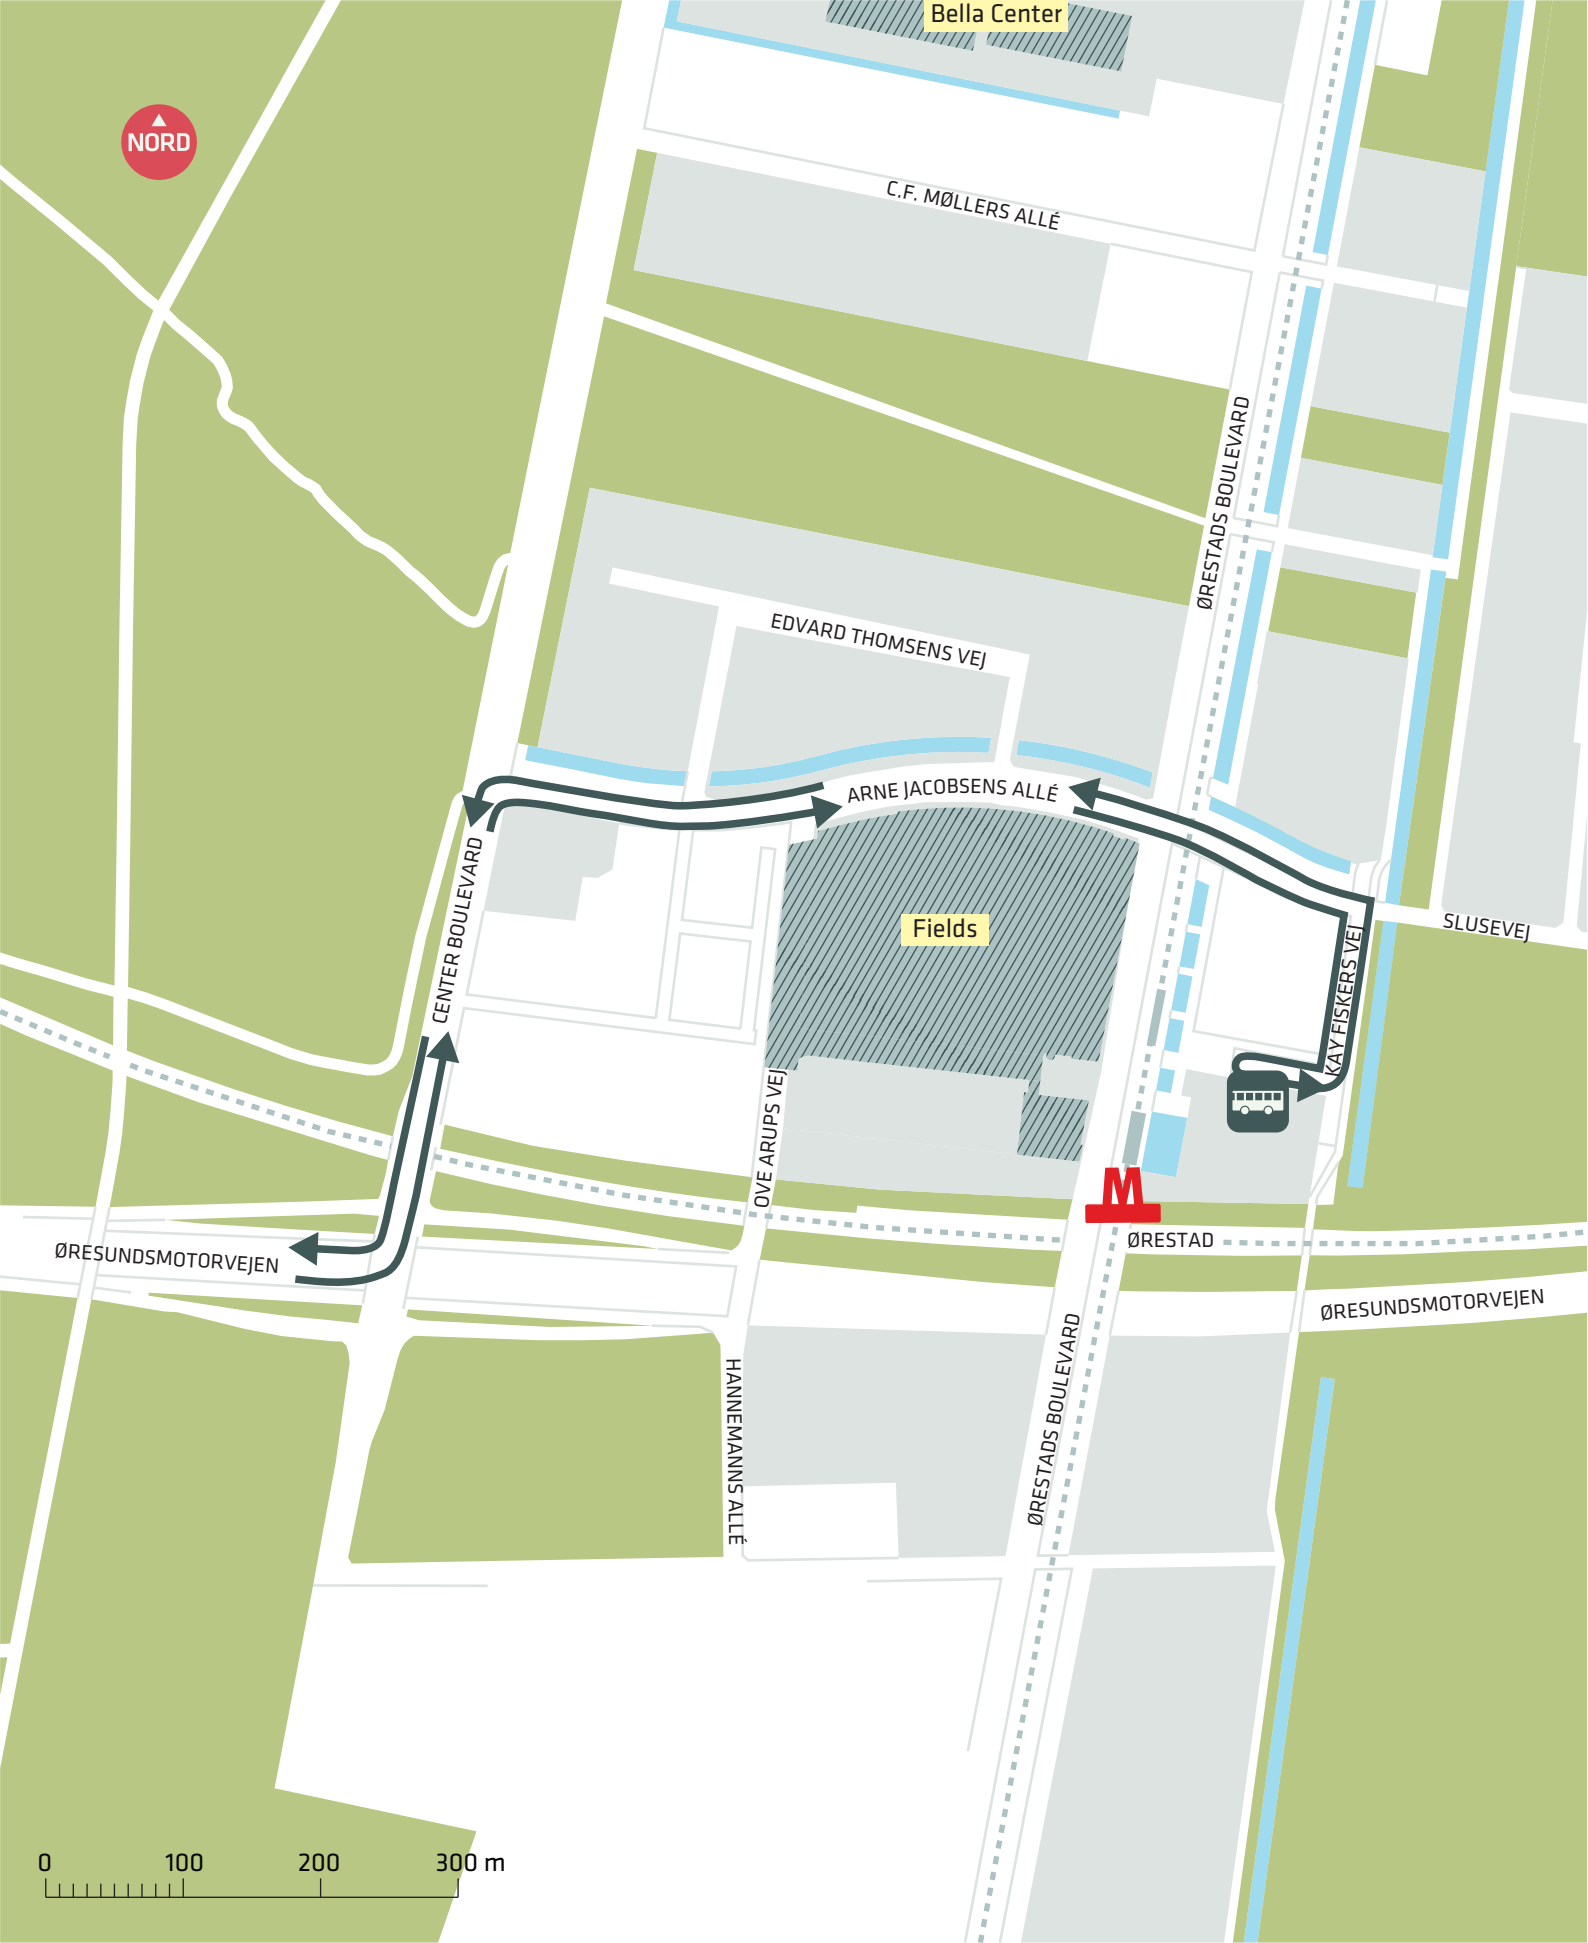 Bella Center
NORD
C.F. MØLLERS ALLÉ
ØRESTADS BOULEVARD
EDVARD THOMSENS VEJ
ARNE JACOBSENS ALLÉ
CENTER BOULEVARD
Fields
SLUSEVEJ
KAY FISKERS VEJ
OVE ARUPS VEJ
M
ØRESTAD
ØRESUNDSMOTORVEJEN
ØRESUNDSMOTORVEJEN
ØRESTADS BOULEVARD
HANNEMANNS ALLÉ
0 100 200 300 m